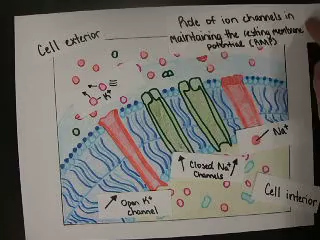 Role of ion channels in
maintaining the resting membrane
potential (RMP)
Cell exterior
K+
Na+
Closed Na+
channels
Open K+
channel
Cell interior